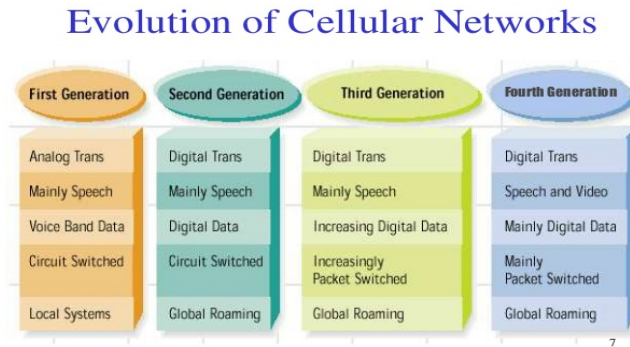 Evolution of Cellular Networks
First Generation
Analog Trans
Mainly Speech
Voice Band Data
Circuit Switched
Local Systems
Second Generation
Digital Trans
Mainly Speech
Digital Data
Circuit Switched
Global Roaming
Third Generation
Digital Trans
Mainly Speech
Increasing Digital Data
Increasingly
Packet Switched
Global Roaming
Fourth Generation
Digital Trans
Speech and Video
Mainly Digital Data
Mainly
Packet Switched
Global Roaming
7